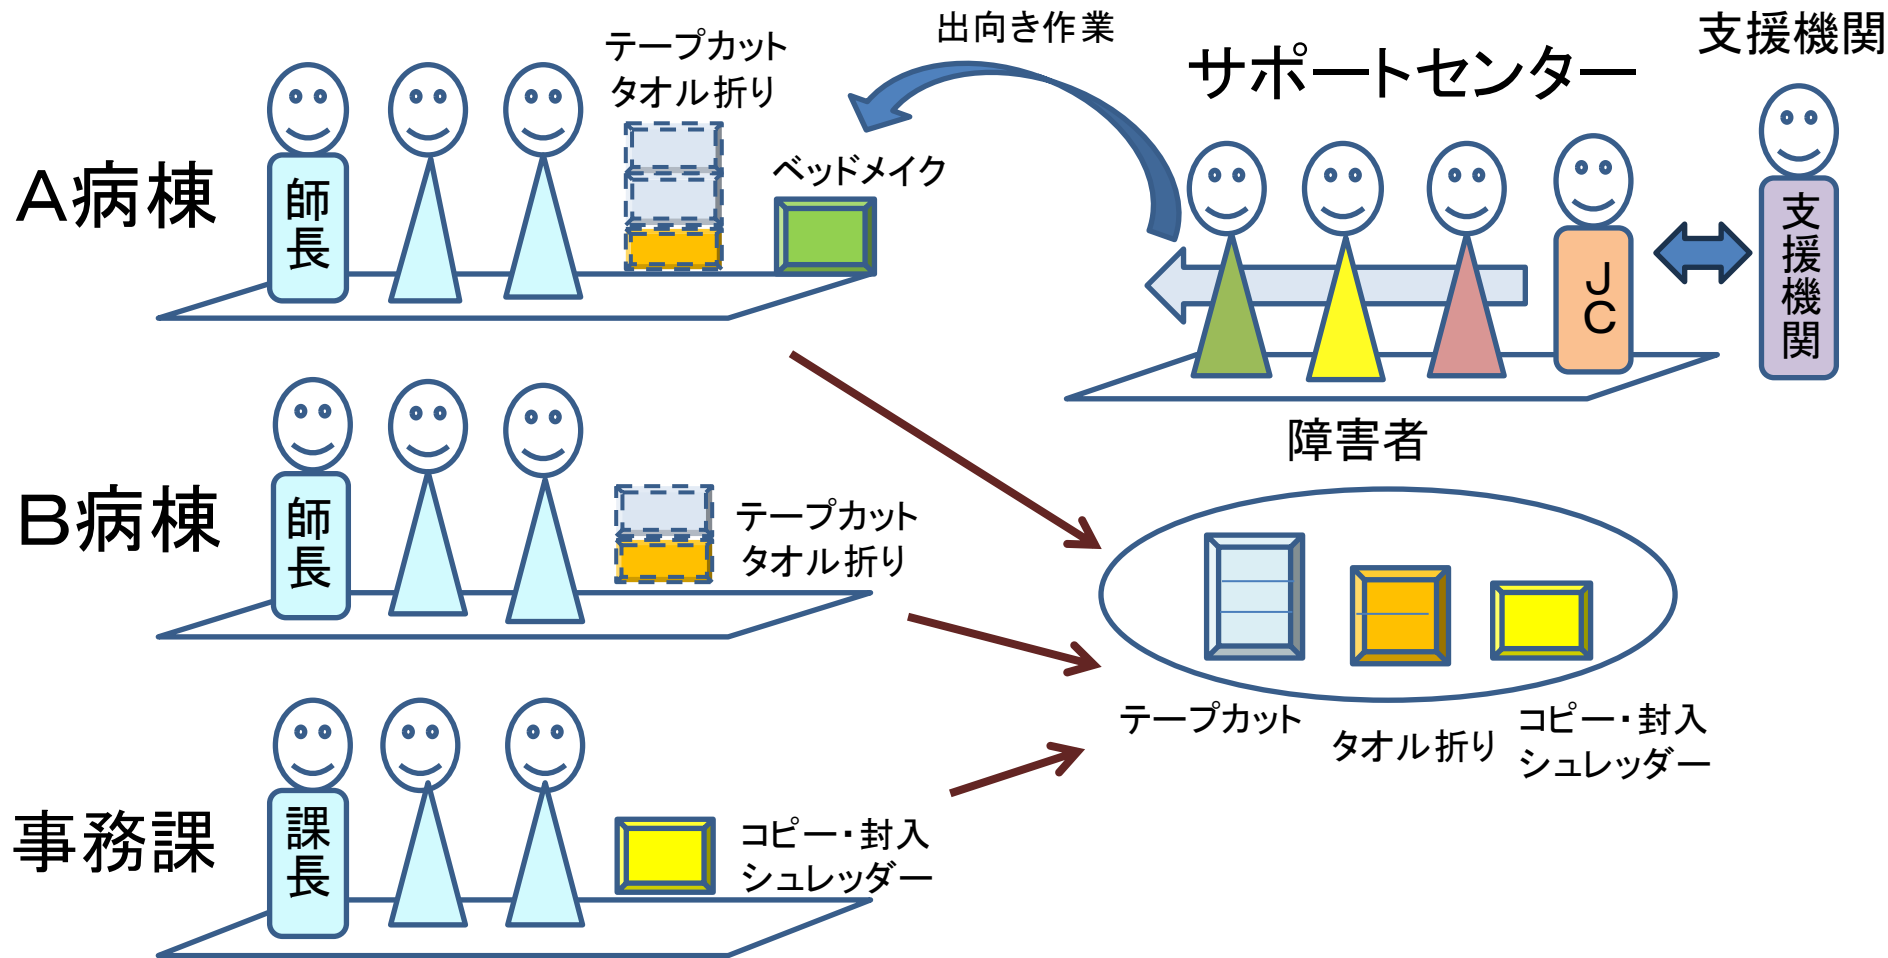 出向き作業
支援機関
サポートセンター
テープカット
タオル折り
ベッドメイク
A病棟
師長
JC
支援機関
障害者
B病棟
師長
テープカット
タオル折り
テープカット
タオル折り
コピー・封入
シュレッダー
事務課
課長
コピー・封入
シュレッダー